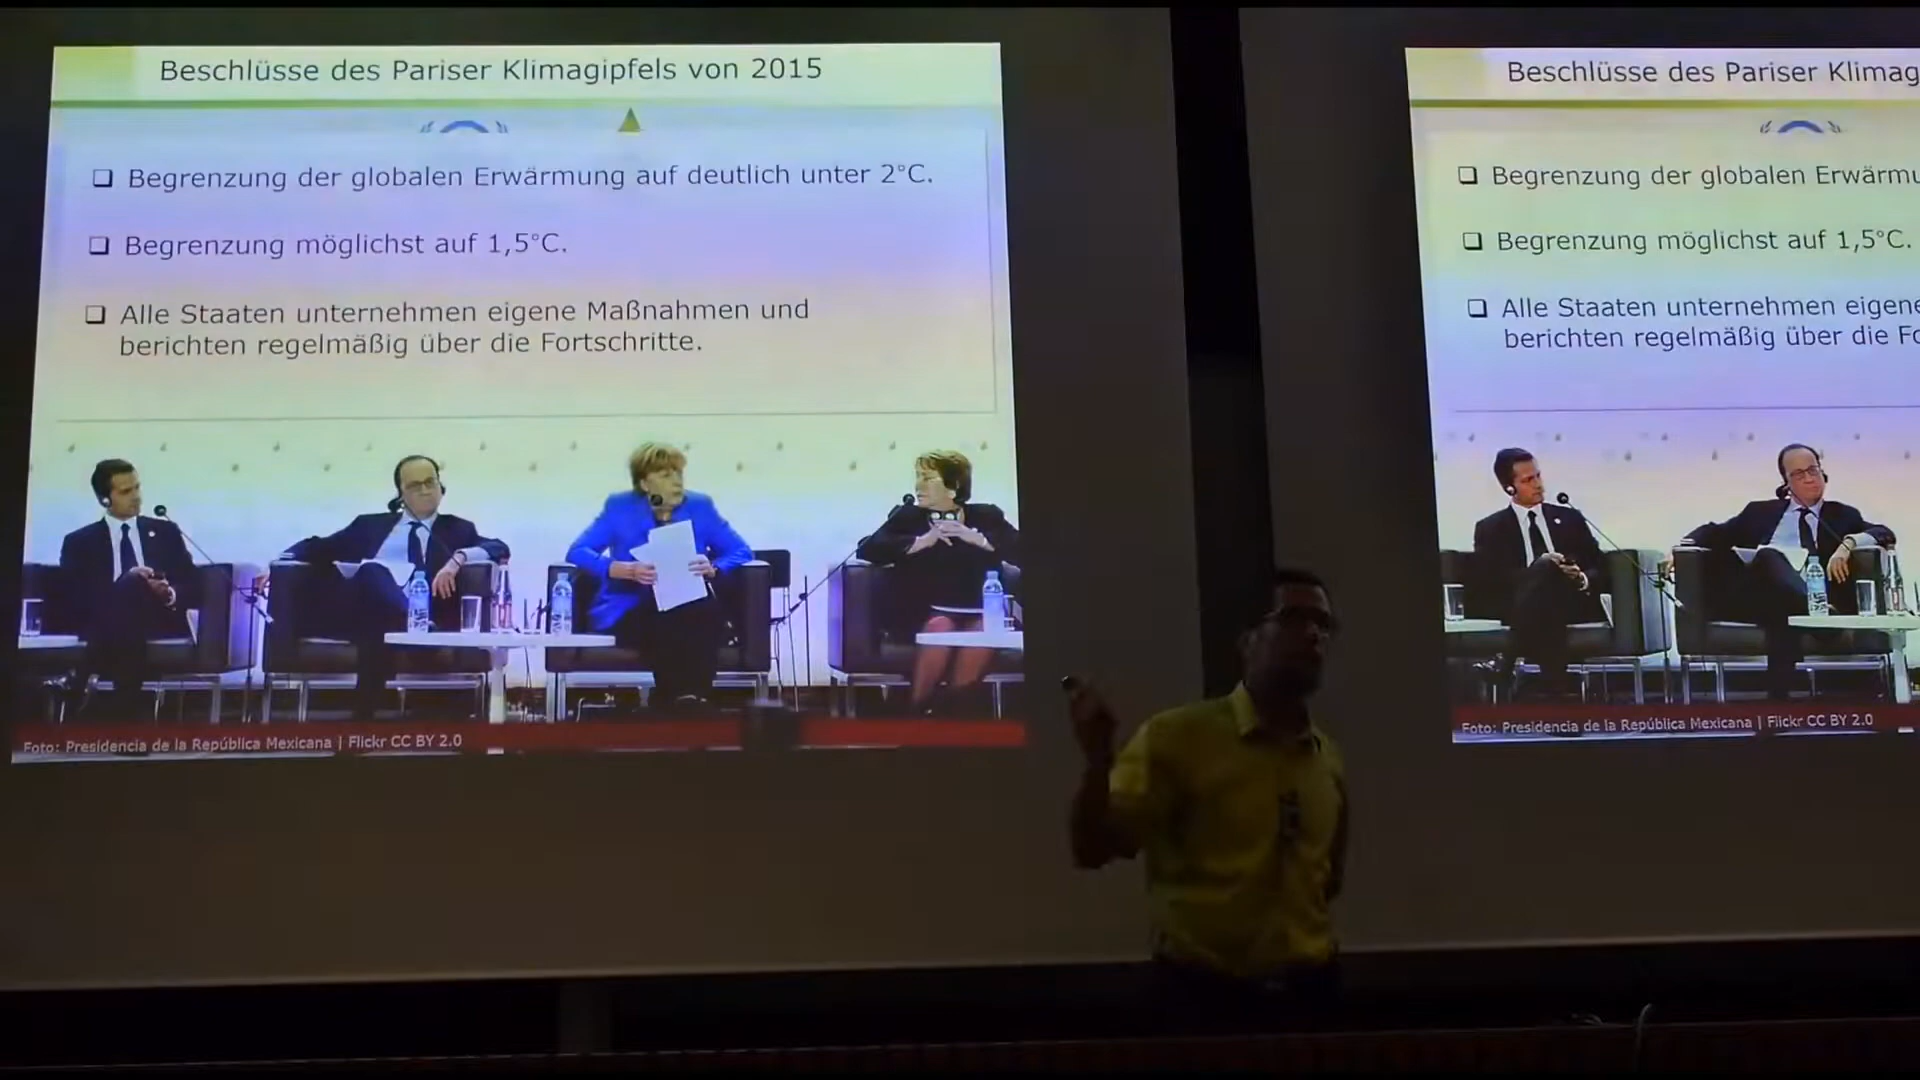 Beschlüsse des Pariser Klimagipfels von 2015
❑ Begrenzung der globalen Erwärmung auf deutlich unter 2°C.
❑ Begrenzung möglichst auf 1,5°C.
❑ Alle Staaten unternehmen eigene Maßnahmen und
berichten regelmäßig über die Fortschritte.
Foto: Presidencia de la República Mexicana | Flickr CC BY 2.0
Beschlüsse des Pariser Klimag
❑ Begrenzung der globalen Erwärmu
❑ Begrenzung möglichst auf 1,5°C.
❑ Alle Staaten unternehmen eigene
berichten regelmäßig über die Fo
Foto: Presidencia de la República Mexicana | Flickr CC BY 2.0